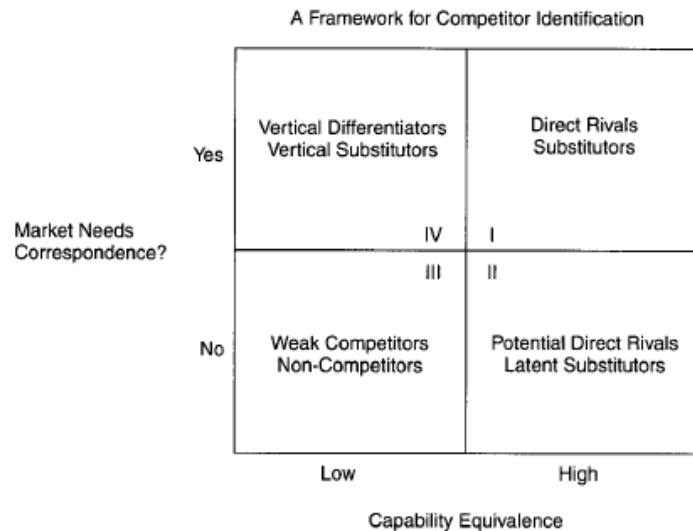 A Framework for Competitor Identification
Vertical Differentiators
Vertical Substitutors
Direct Rivals
Substitutors
Yes
Market Needs
Correspondence?
IV
I
III
II
No
Weak Competitors
Non-Competitors
Potential Direct Rivals
Latent Substitutors
Low
High
Capability Equivalence